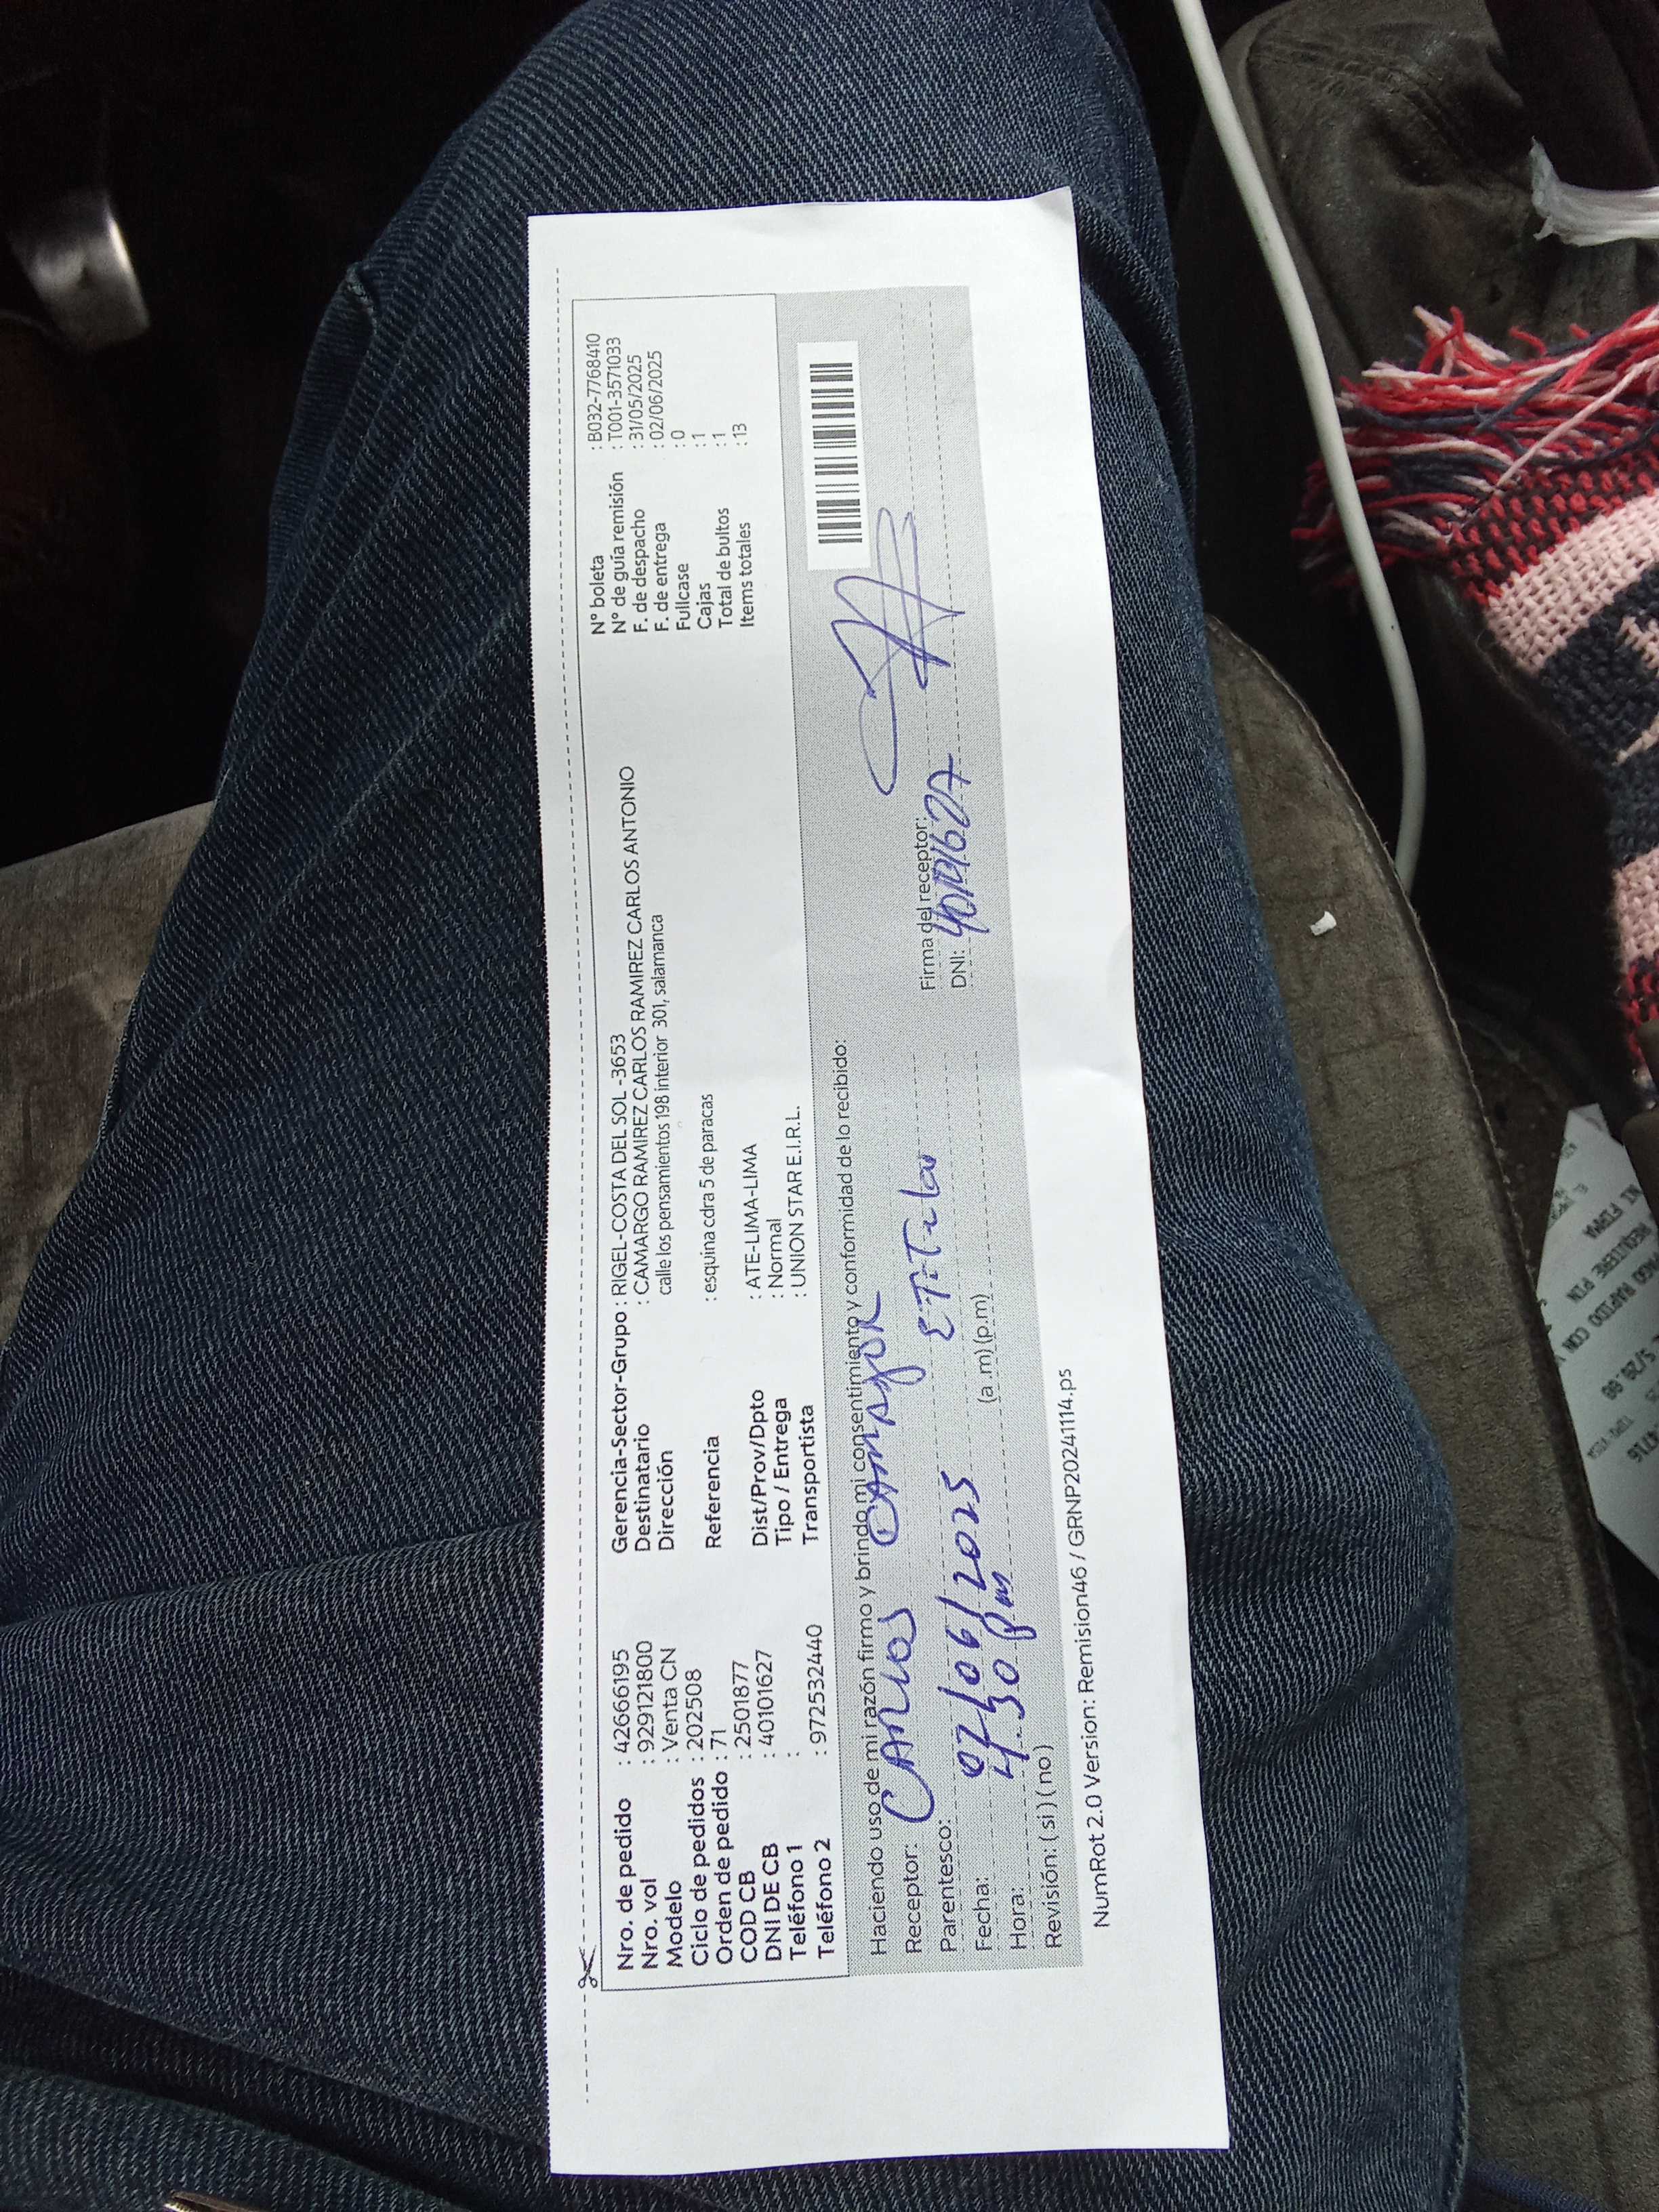 Nro. de pedido : 42666195
Nro. vol : 929121800
Modelo : Venta CN
Ciclo de pedidos : 202508
Orden de pedido : 71
COD CB : 2501877
DNI DE CB : 40101627
Teléfono 1 :
Teléfono 2 : 972532440
Gerencia-Sector-Grupo : RIGEL-COSTA DEL SOL -3653
Destinatario : CAMARGO RAMIREZ CARLOS RAMIREZ CARLOS ANTONIO
Dirección calle los pensamientos 198 interior 301, salamanca
Referencia : esquina cdra 5 de paracas
Dist/Prov/Dpto : ATE-LIMA-LIMA
Tipo / Entrega : Normal
Transportista : UNION STAR E.I.R.L.
N° boleta : B032-7768410
N° de guía remisión : T001-3571033
F. de despacho : 31/05/2025
F. de entrega : 02/06/2025
Fullcase : 0
Cajas : 1
Total de bultos : 1
Items totales : 13
Haciendo uso de mi razón firmo y brindo mi consentimiento y conformidad de lo recibido:
Receptor: CARLOS
Parentesco:
Fecha: 02/06/2025
Hora: 4.30 pm (a.m) (p.m)
Revisión: ( si ) ( no )
Firma del receptor:
DNI:
NumRot 2.0 Version: Remision46 / GRNP20241114.ps